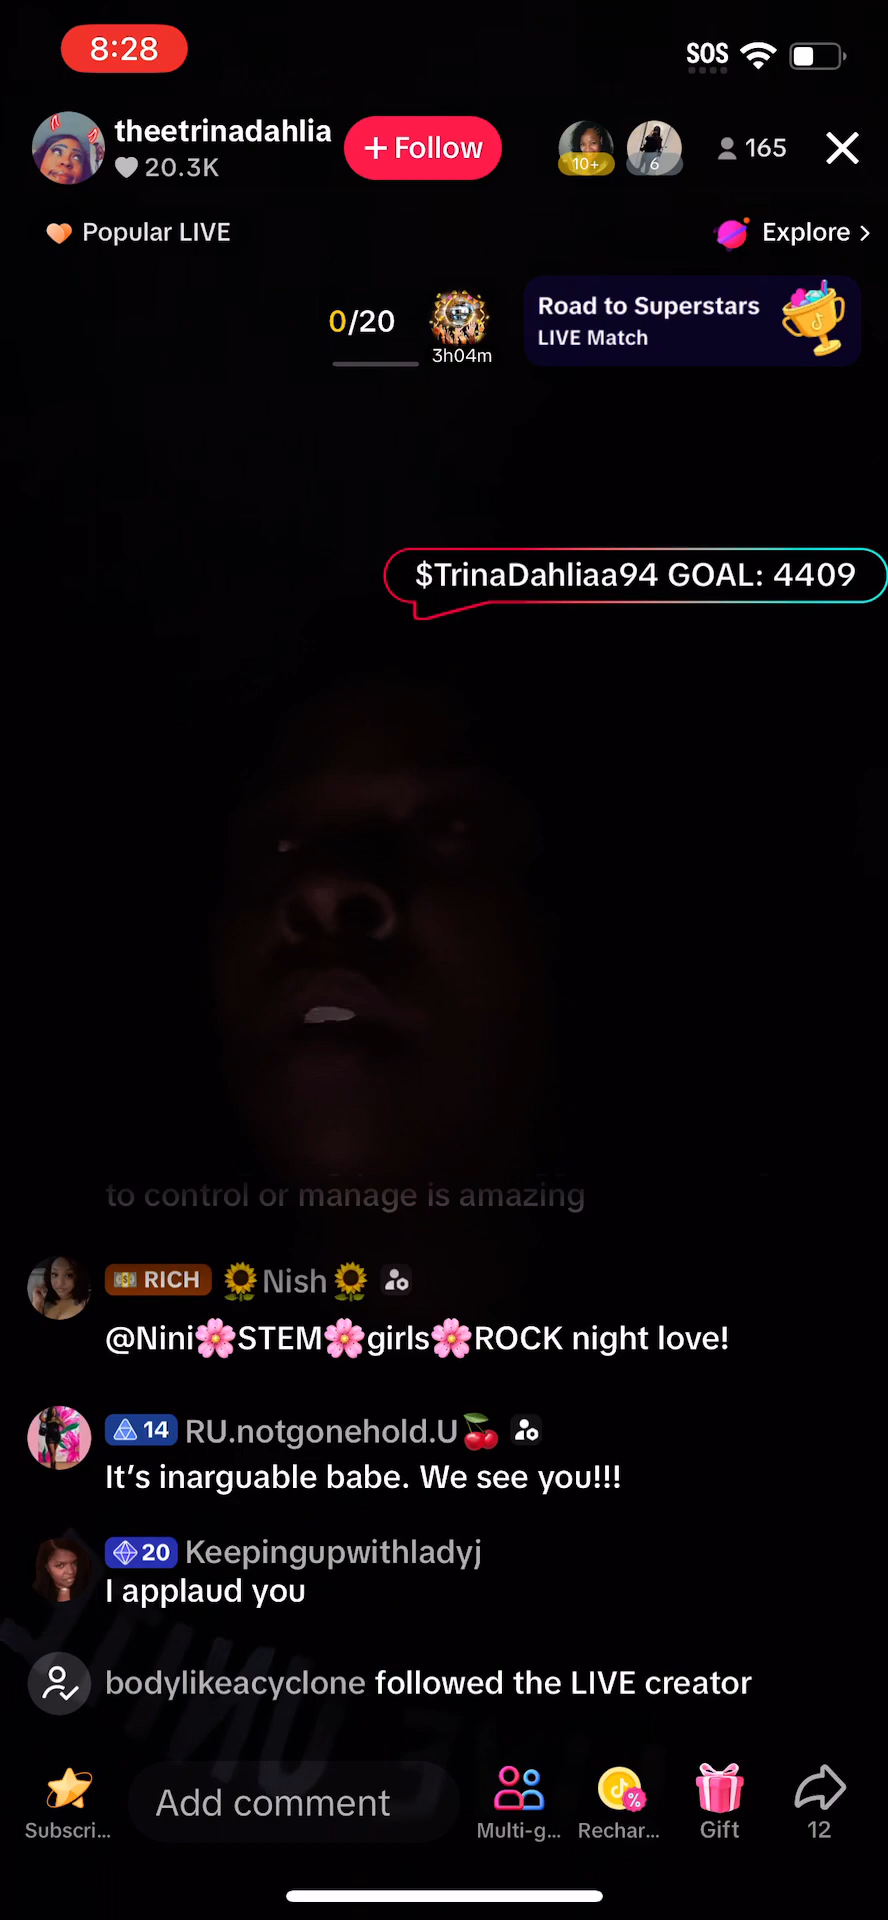 8:28
SOS
theetrinadahlia
20.3K
+ Follow
10+
6
165
Popular LIVE
Explore >
0/20
3h04m
Road to Superstars
LIVE Match
$TrinaDahliaa94 GOAL: 4409
to control or manage is amazing
RICH 🌻Nish🌻
@Nini🌸STEM🌸girls🌸ROCK night love!
14 RU.notgonehold.U🍒
It’s inarguable babe. We see you!!!
20 Keepingupwithladyj
I applaud you
bodylikeacyclone followed the LIVE creator
Add comment
Subscri...
Multi-g...
Rechar...
Gift
12